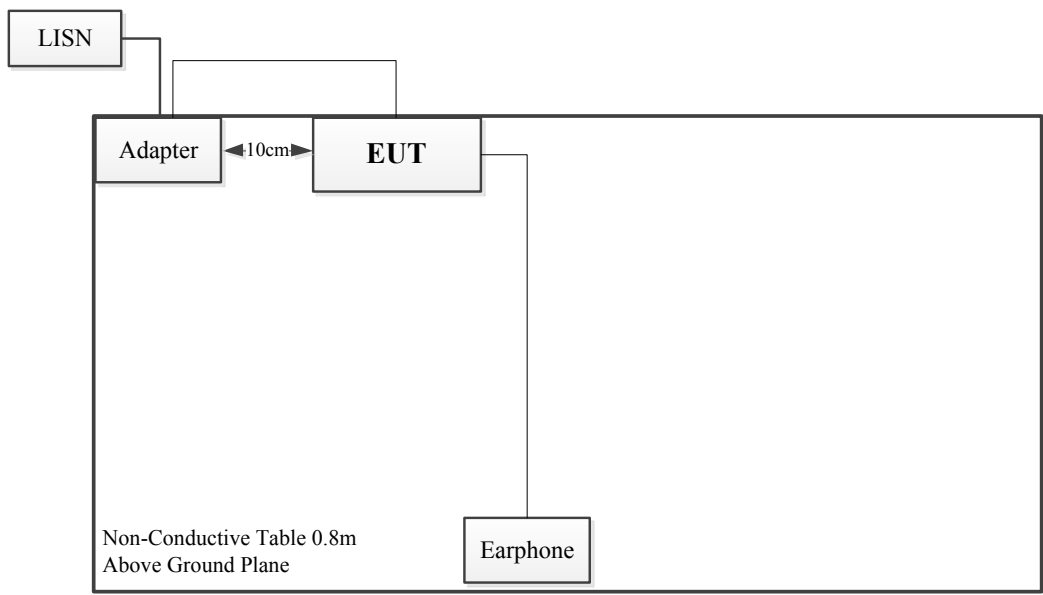 LISN
Adapter
10cm
EUT
Non-Conductive Table 0.8m
Above Ground Plane
Earphone